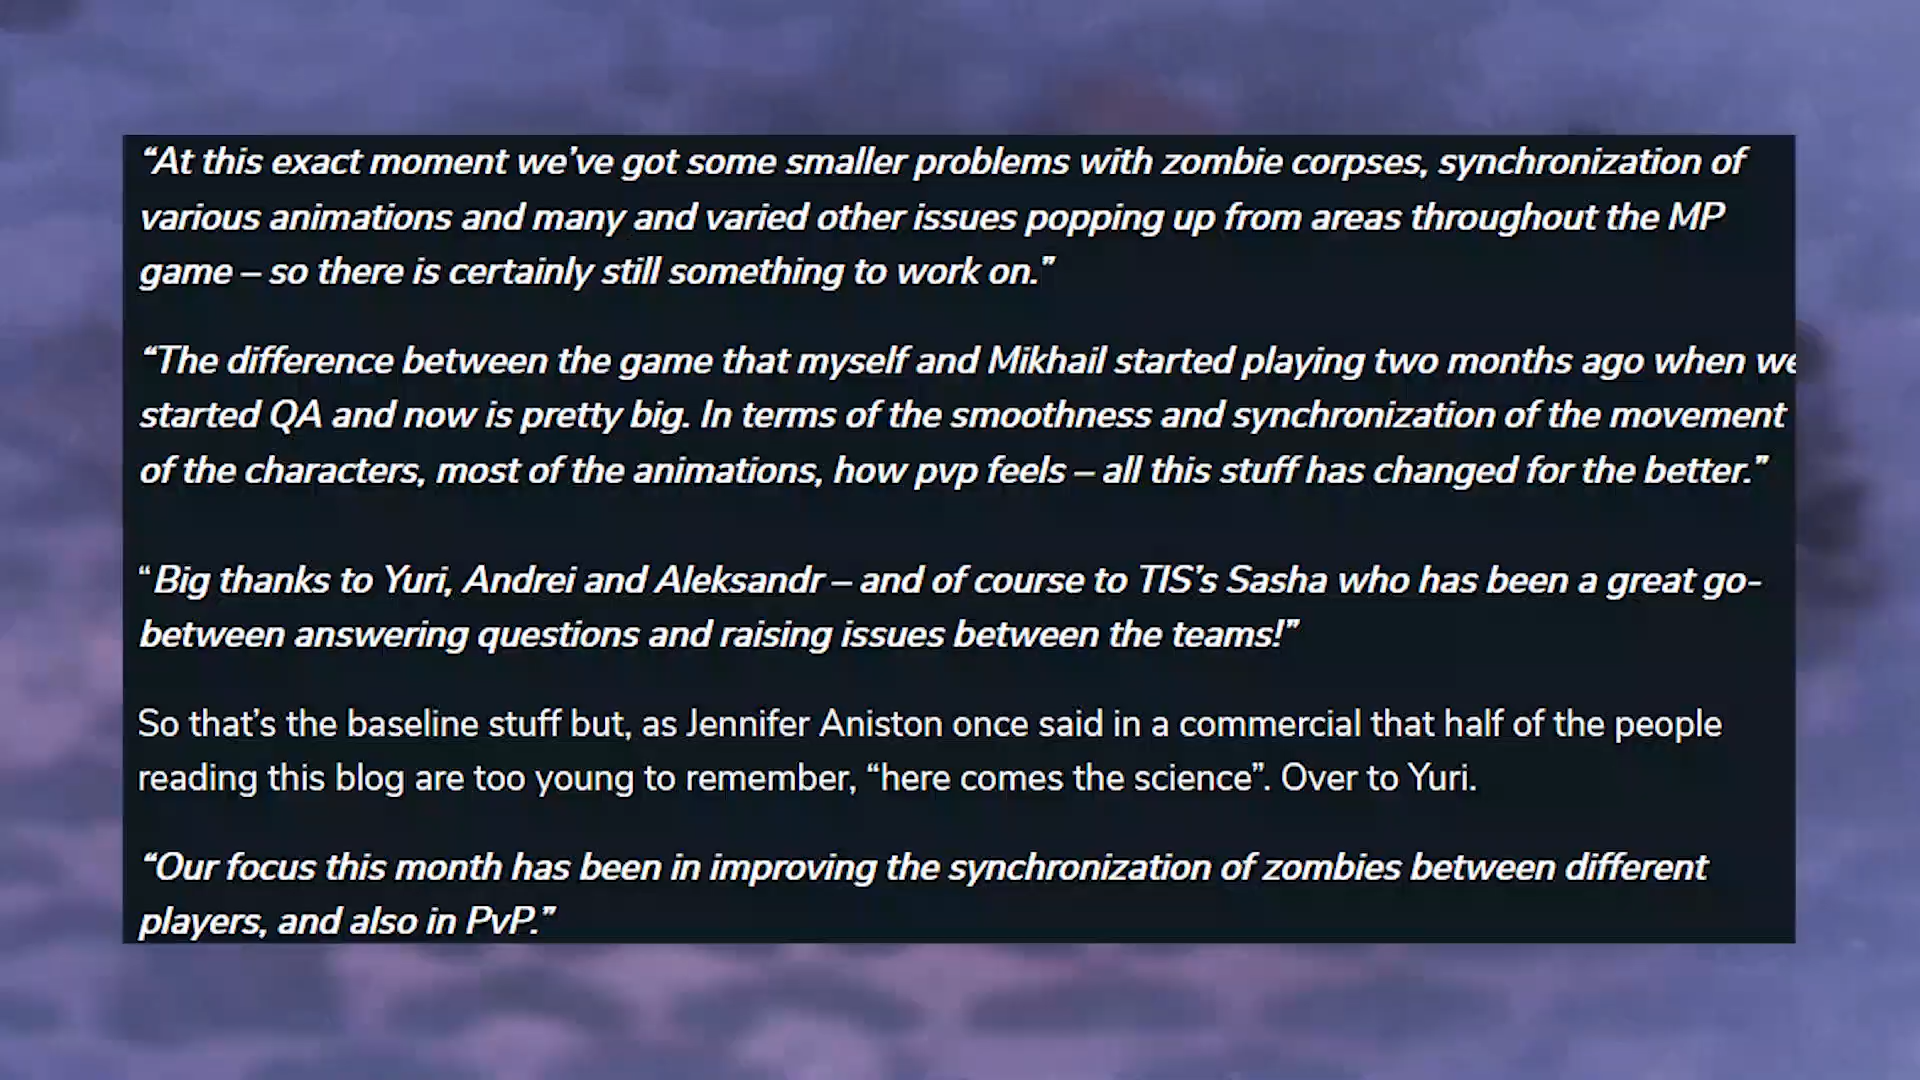 “At this exact moment we’ve got some smaller problems with zombie corpses, synchronization of
various animations and many and varied other issues popping up from areas throughout the MP
game – so there is certainly still something to work on.”
“The difference between the game that myself and Mikhail started playing two months ago when we
started QA and now is pretty big. In terms of the smoothness and synchronization of the movement
of the characters, most of the animations, how pvp feels – all this stuff has changed for the better.”
“Big thanks to Yuri, Andrei and Aleksandr – and of course to TIS’s Sasha who has been a great go-
between answering questions and raising issues between the teams!”
So that’s the baseline stuff but, as Jennifer Aniston once said in a commercial that half of the people
reading this blog are too young to remember, “here comes the science”. Over to Yuri.
“Our focus this month has been in improving the synchronization of zombies between different
players, and also in PvP.”